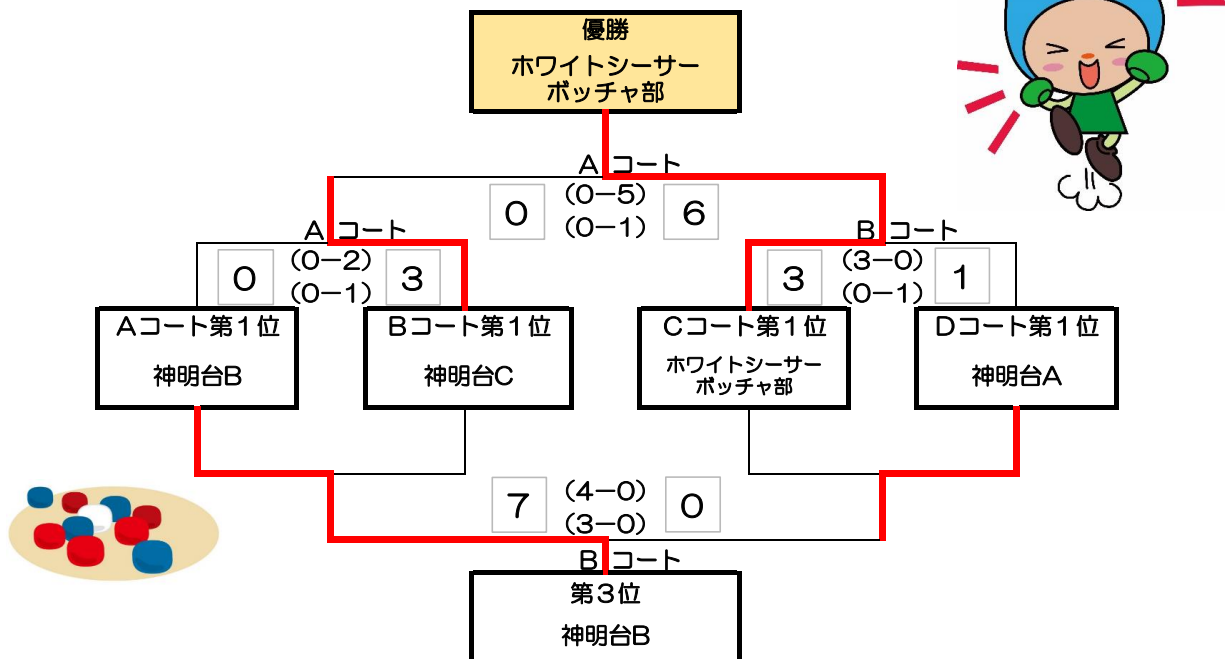 優勝
ホワイトシーサー
ボッチャ部
Aコート
0 (0−5) 6
(0−1)
Aコート
0 (0−2) 3
(0−1)
Bコート
3 (3−0) 1
(0−1)
Aコート第1位
神明台B
Bコート第1位
神明台C
Cコート第1位
ホワイトシーサー
ボッチャ部
Dコート第1位
神明台A
7 (4−0) 0
(3−0)
Bコート
第3位
神明台B